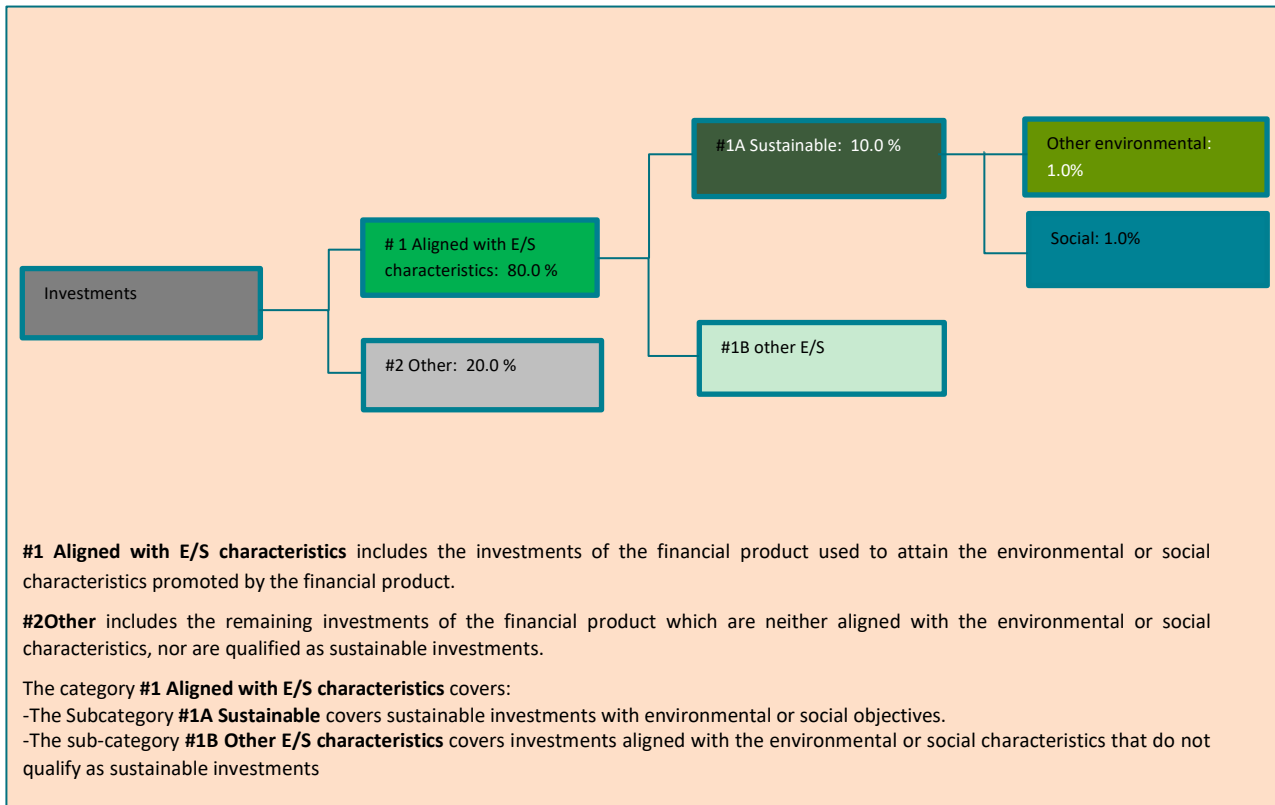 #1A Sustainable: 10.0 %
Other environmental:
1.0%
# 1 Aligned with E/S
characteristics: 80.0 %
Social: 1.0%
Investments
#1B other E/S
#2 Other: 20.0 %
#1 Aligned with E/S characteristics includes the investments of the financial product used to attain the environmental or social
characteristics promoted by the financial product.
#2Other includes the remaining investments of the financial product which are neither aligned with the environmental or social
characteristics, nor are qualified as sustainable investments.
The category #1 Aligned with E/S characteristics covers:
-The Subcategory #1A Sustainable covers sustainable investments with environmental or social objectives.
-The sub-category #1B Other E/S characteristics covers investments aligned with the environmental or social characteristics that do not
qualify as sustainable investments